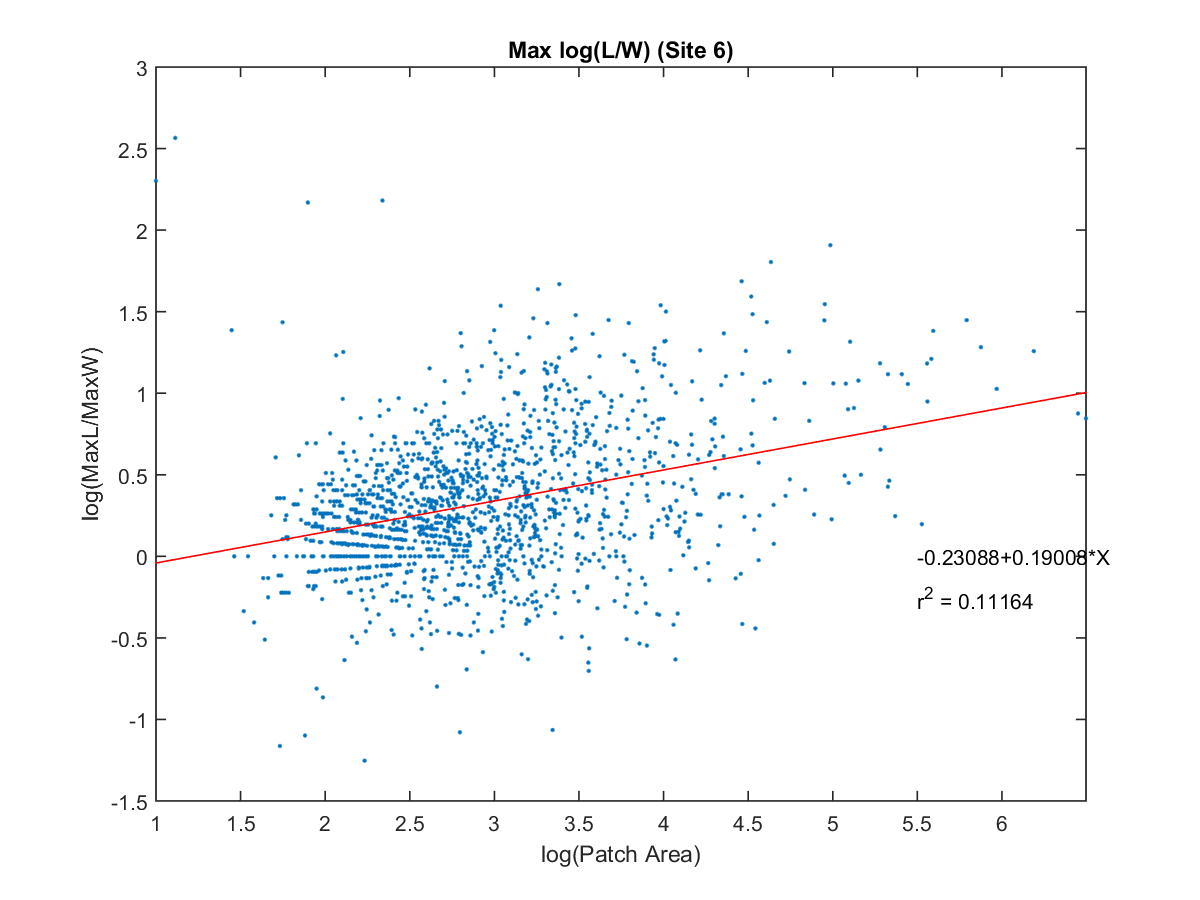 Max log(L/W) (Site 6)
3
2.5
2
1.5
1
0.5
0
-0.5
-1
-1.5
log(MaxL/MaxW)
-0.23088+0.19008*X
r² = 0.11164
1 1.5 2 2.5 3 3.5 4 4.5 5 5.5 6
log(Patch Area)